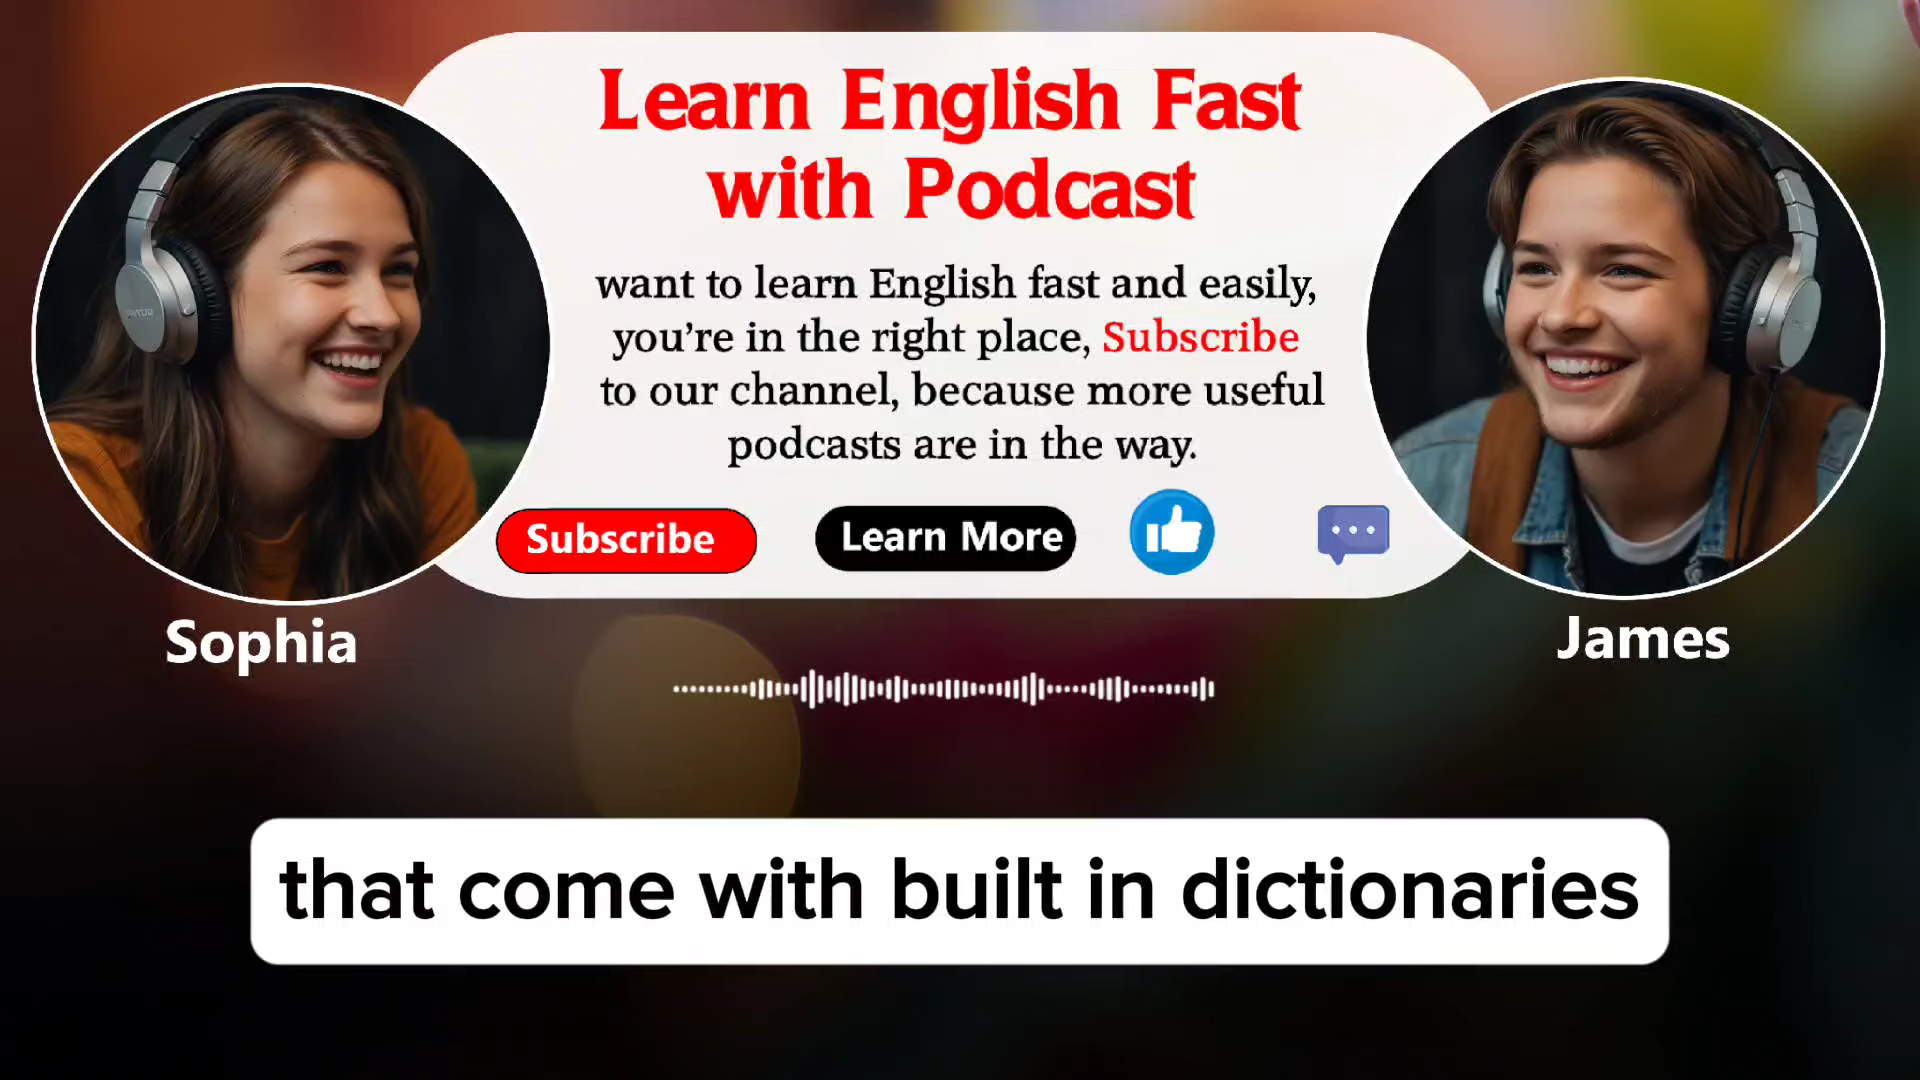 Learn English Fast
with Podcast
want to learn English fast and easily,
you're in the right place, Subscribe
to our channel, because more useful
podcasts are in the way.
Subscribe
Learn More
Sophia
James
that come with built in dictionaries